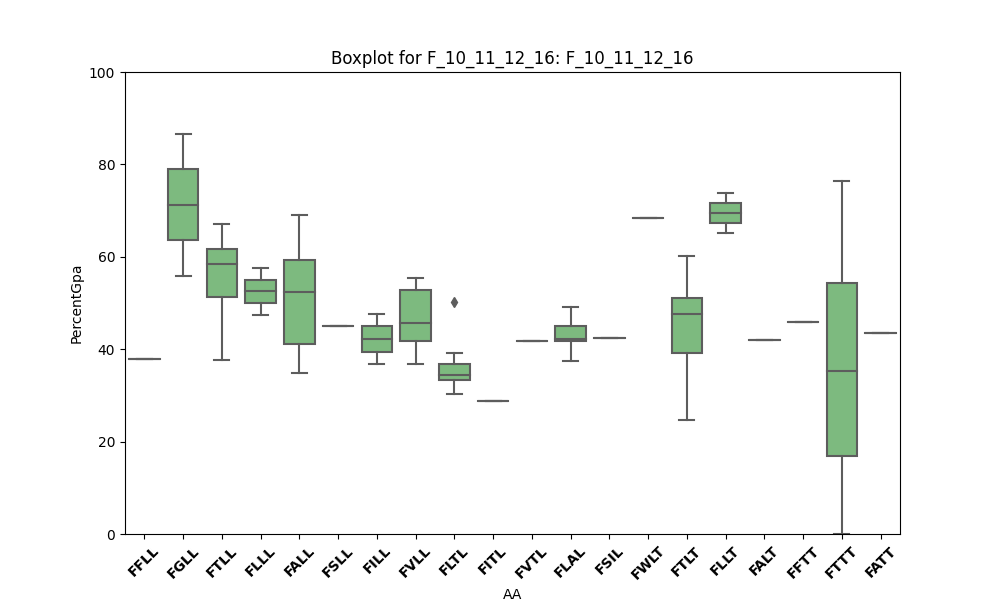 Boxplot for F_10_11_12_16: F_10_11_12_16
100
80
60
40
20
0
PercentGpa
FFLL
FGLL
FTLL
FLLL
FALL
FSLL
FILL
FVLL
FLTL
FITL
FVTL
FLAL
FSIL
FWLT
FTLT
FLLT
FALT
FFTT
FTTT
FATT
AA